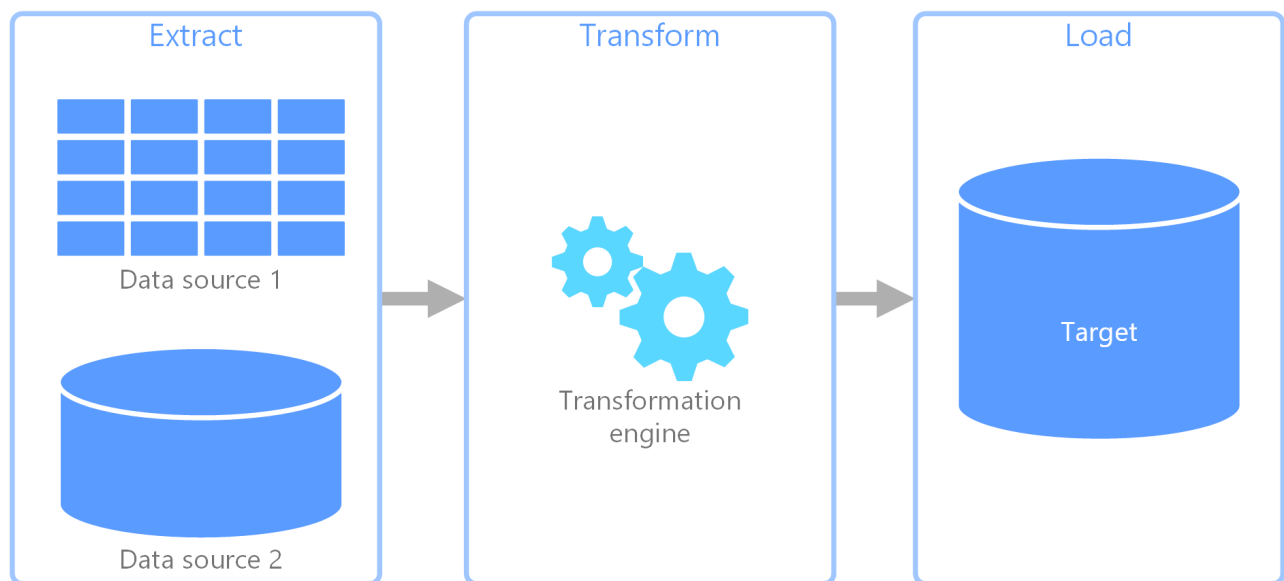 Extract
Data source 1
Data source 2
Transform
Transformation
engine
Load
Target